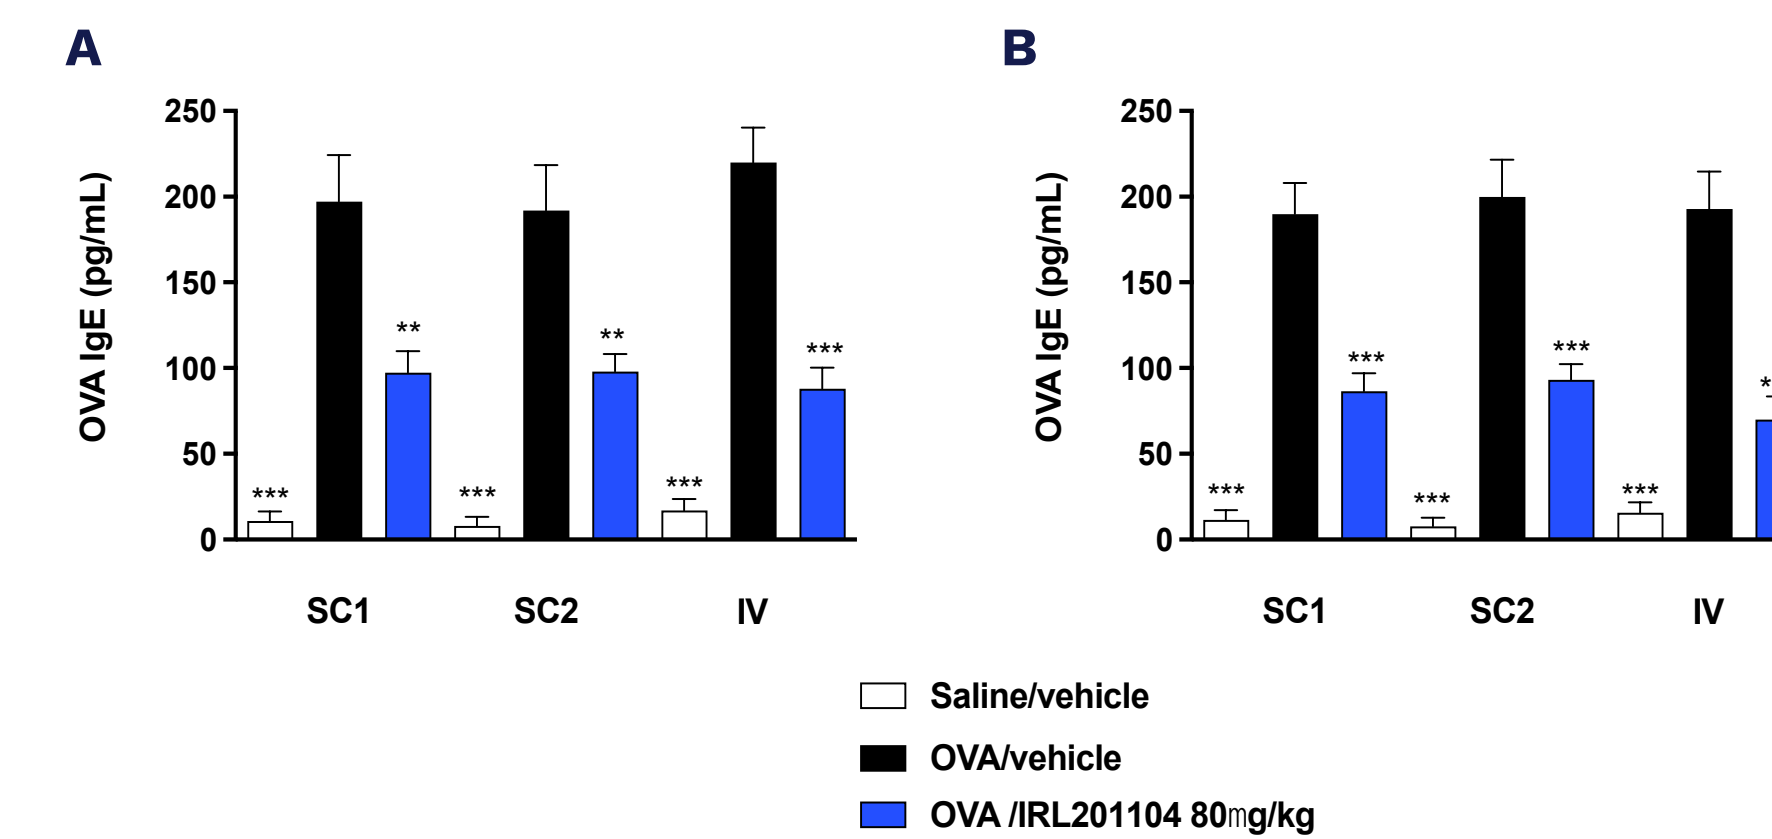 A
B
OVA IgE (pg/mL)
250
200
150
100
50
0
***
**
***
**
***
***
SC1
SC2
IV
OVA IgE (pg/mL)
250
200
150
100
50
0
***
***
***
***
***
*
SC1
SC2
IV
Saline/vehicle
OVA/vehicle
OVA /IRL201104 80mg/kg